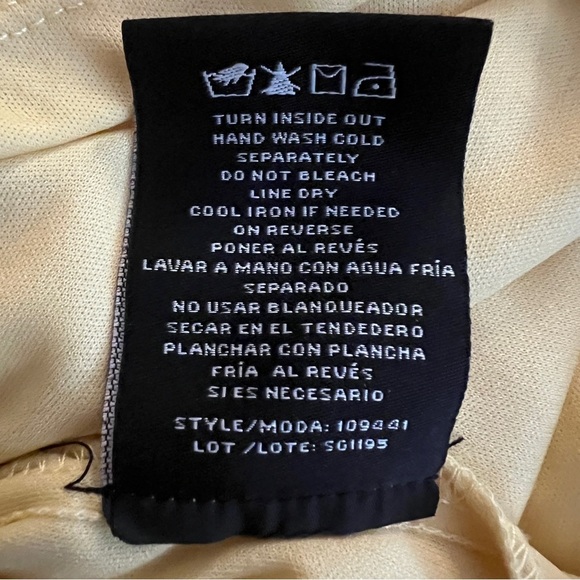 TURN INSIDE OUT
HAND WASH COLD
SEPARATELY
DO NOT BLEACH
LINE DRY
COOL IRON IF NEEDED
ON REVERSE
PONER AL REVÉS
LAVAR A MANO CON AGUA FRÍA
SEPARADO
NO USAR BLANQUEADOR
SECAR EN EL TENDEDERO
PLANCHAR CON PLANCHA
FRÍA AL REVÉS
SI ES NECESARIO
STYLE/MODA: 109441
LOT /LOTE: SG1195